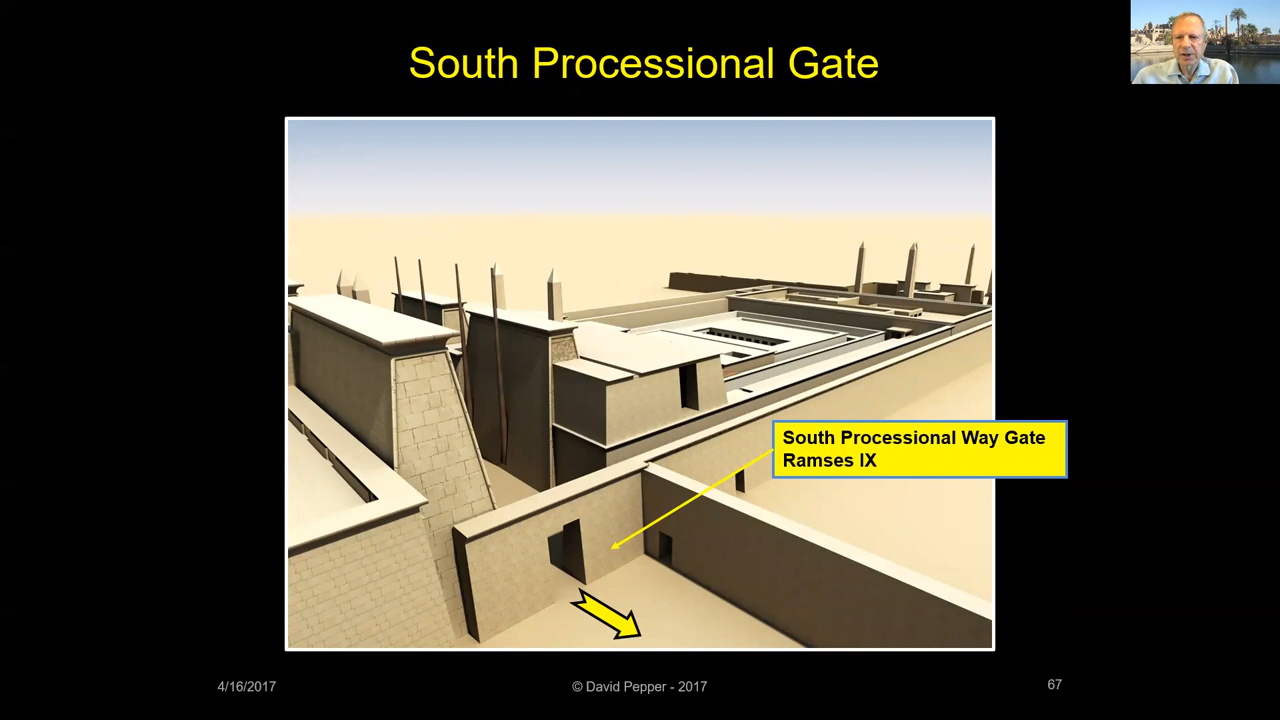 South Processional Gate
South Processional Way Gate
Ramses IX
4/16/2017
© David Pepper - 2017
67